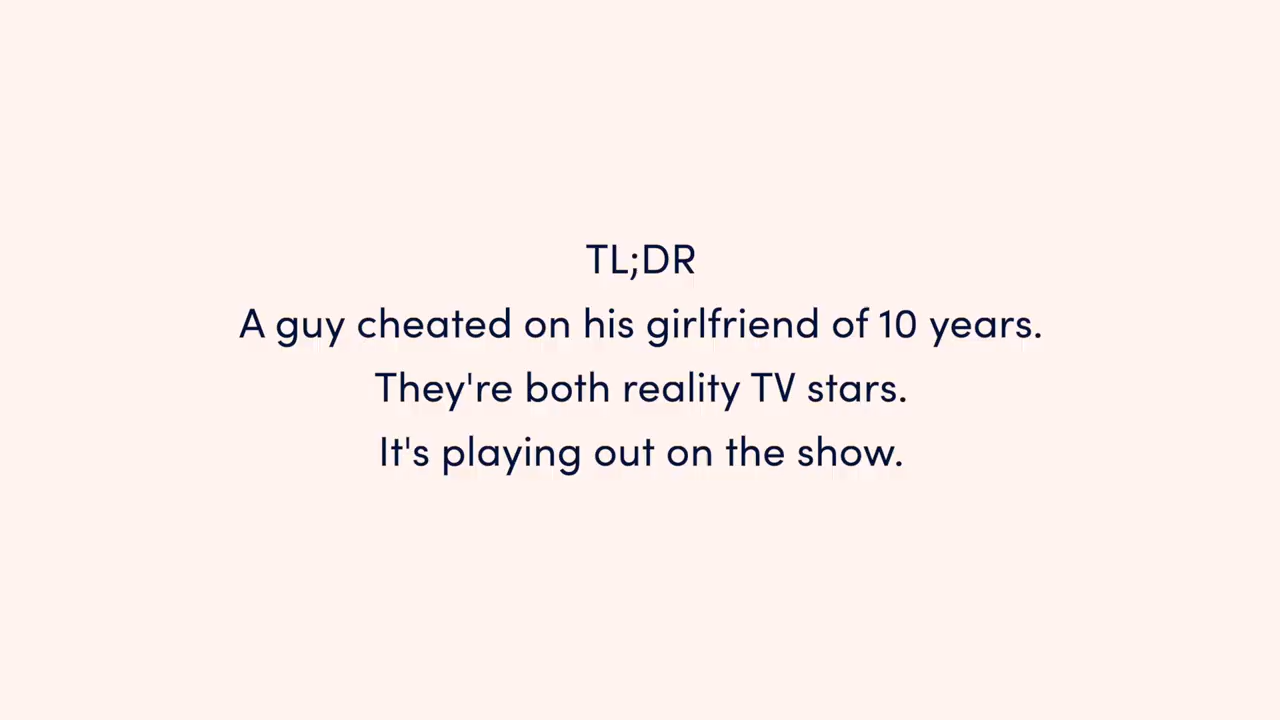 TL;DR
A guy cheated on his girlfriend of 10 years.
They're both reality TV stars.
It's playing out on the show.